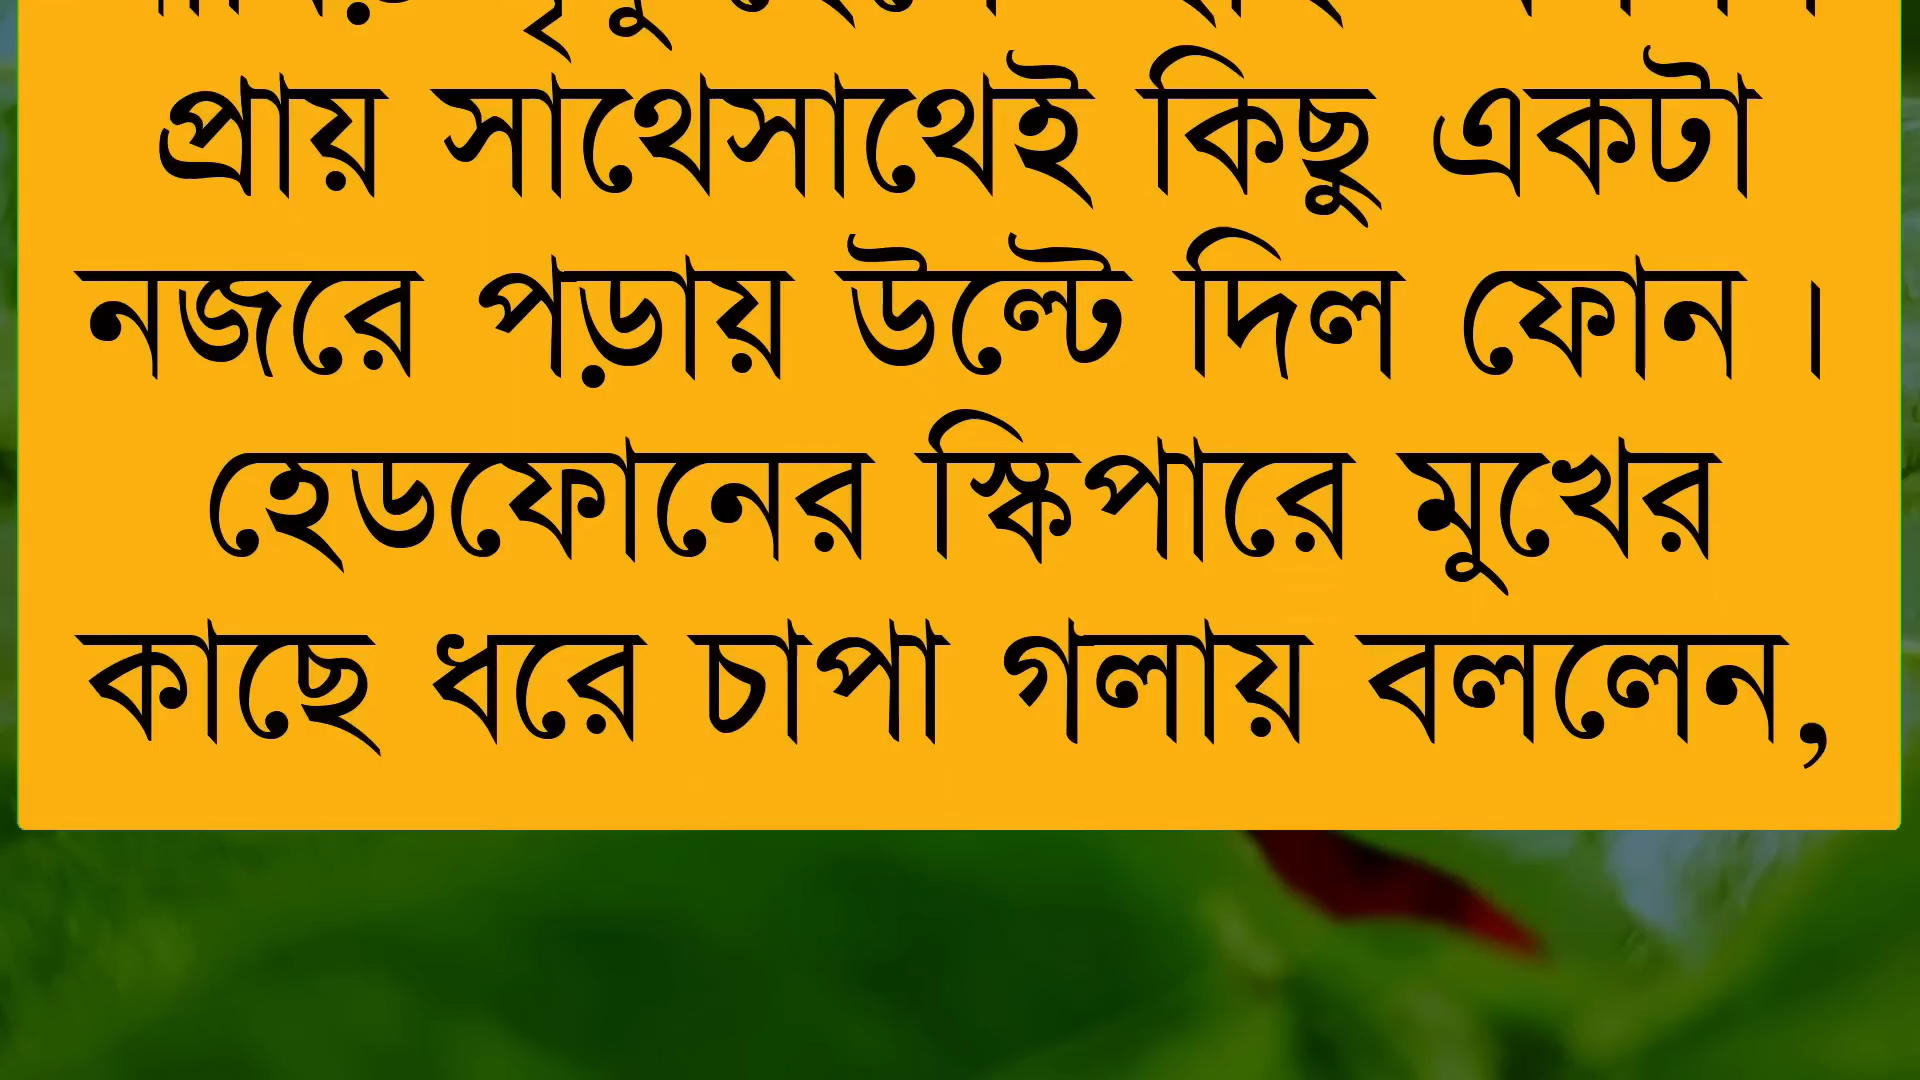 প্রায় সাথেসাথেই কিছু একটা
নজরে পড়ায় উল্টে দিল ফোন ।
হেডফোনের স্কিপারে মুখের
কাছে ধরে চাপা গলায় বললেন,